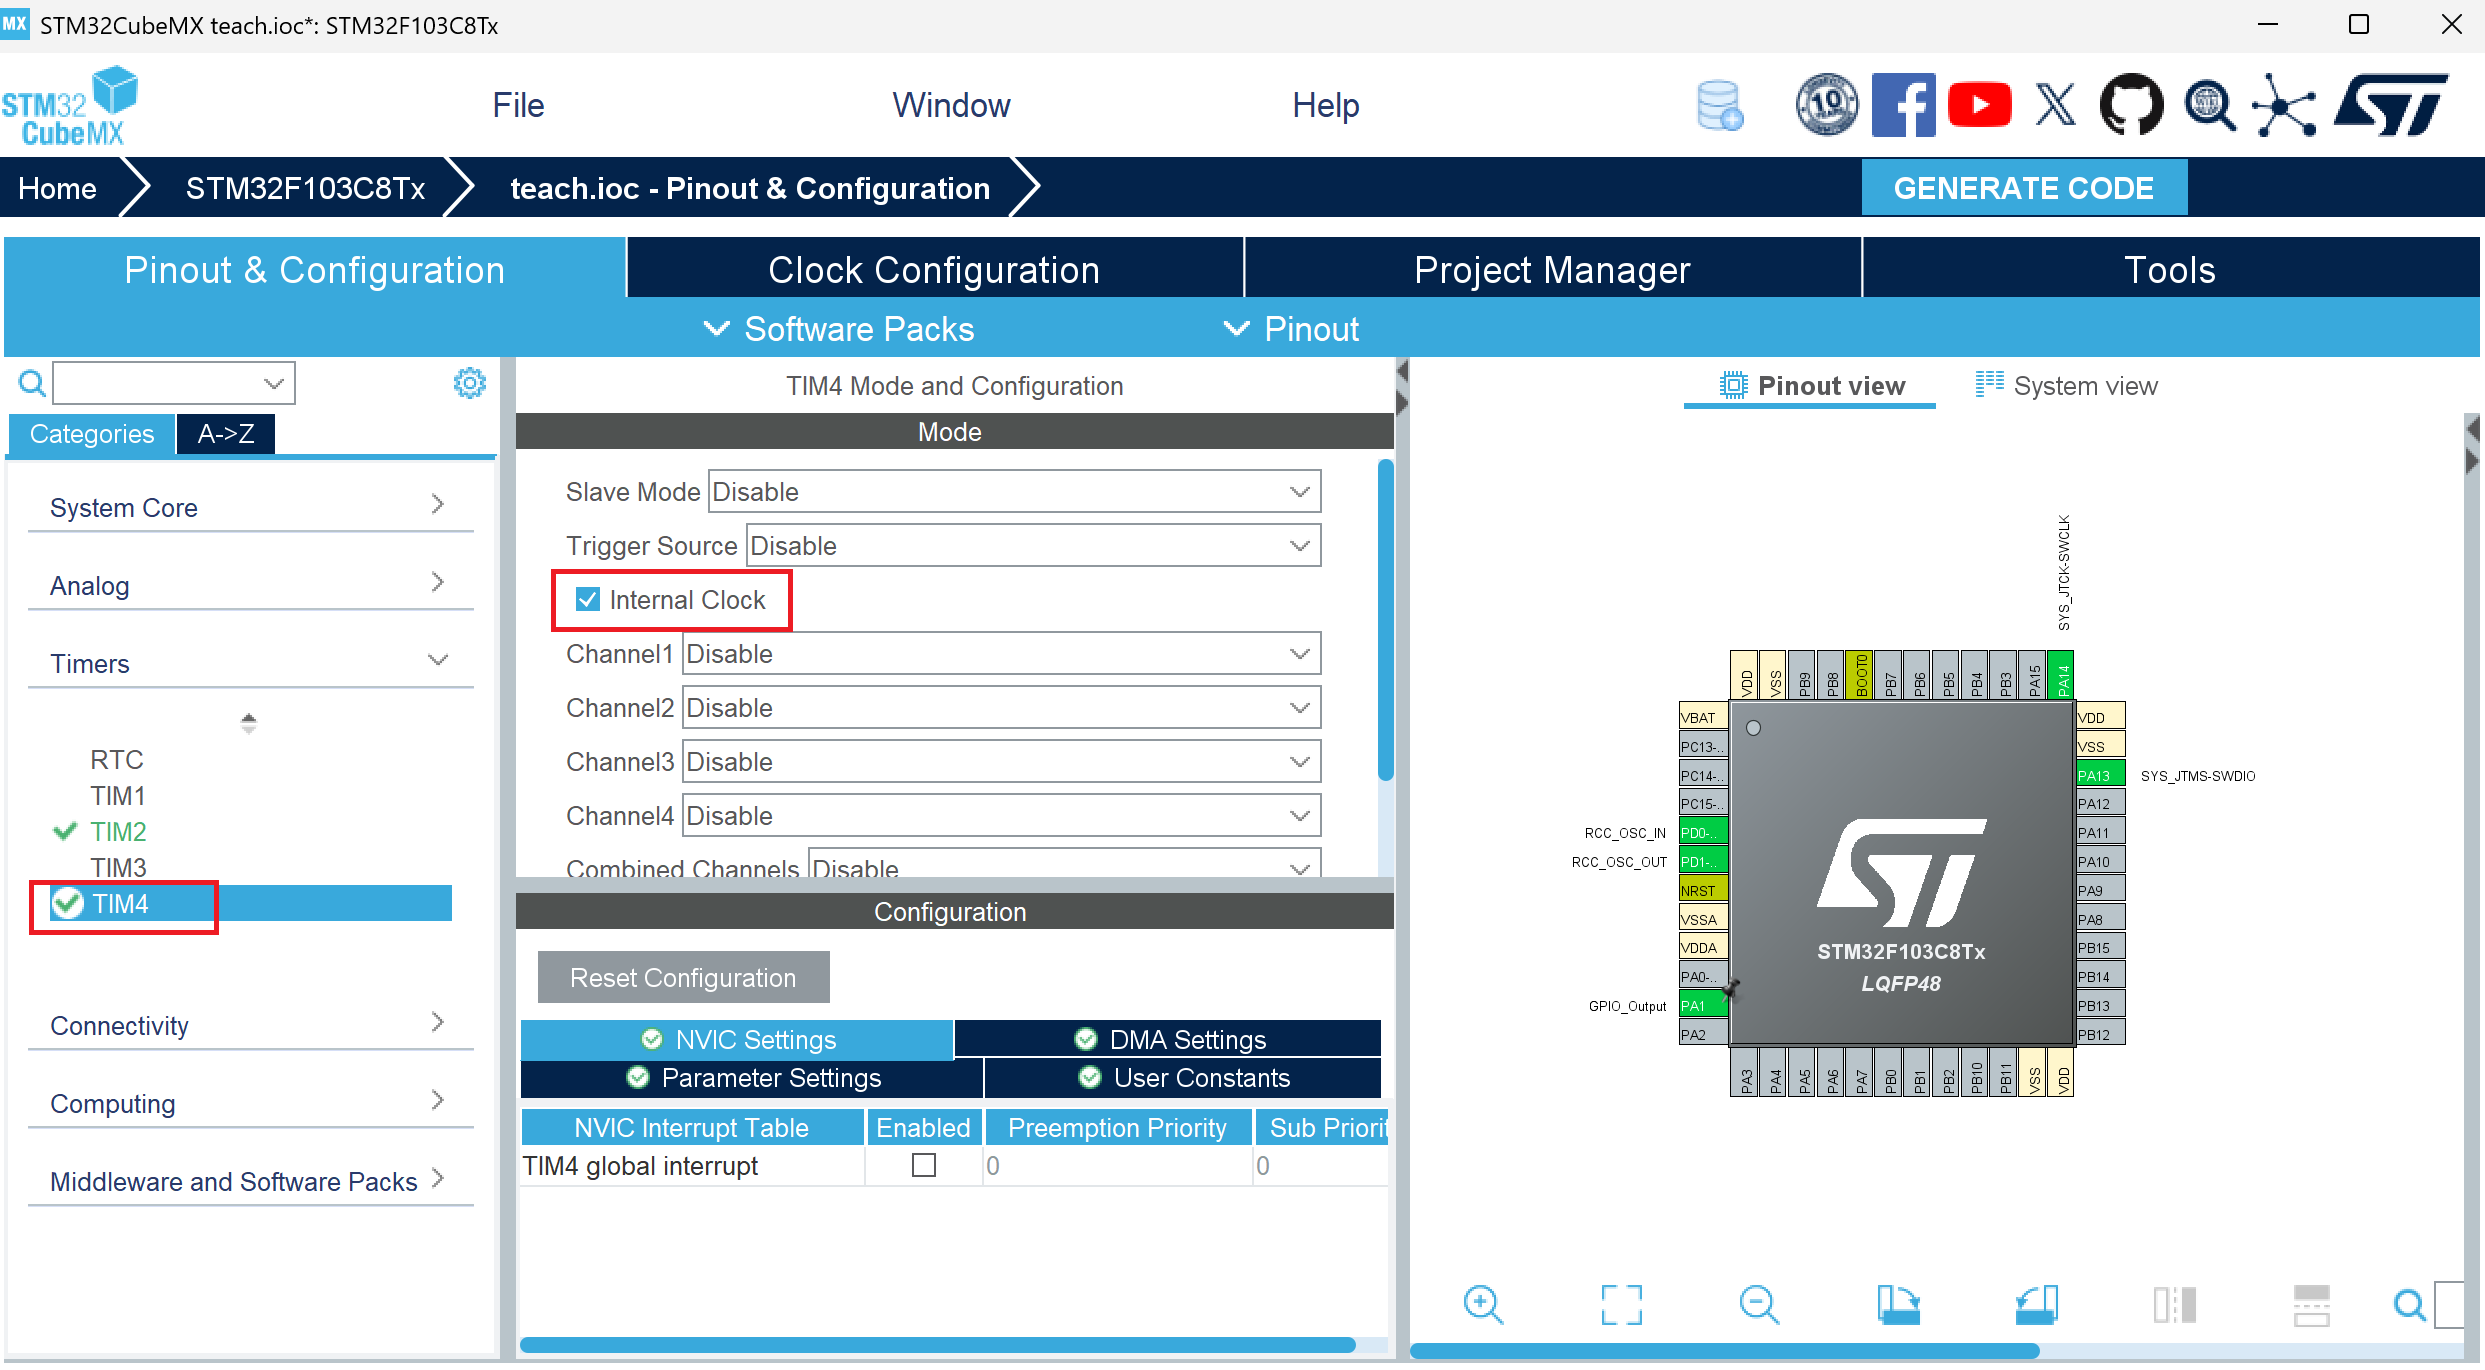 MX STM32CubeMX teach.ioc*: STM32F103C8Tx
STM32
CubeMX
File
Window
Help
10
Home
STM32F103C8Tx
teach.ioc - Pinout & Configuration
GENERATE CODE
Pinout & Configuration
Clock Configuration
Project Manager
Tools
Software Packs
Pinout
Categories
A->Z
System Core
Analog
Timers
RTC
TIM1
TIM2
TIM3
TIM4
Connectivity
Computing
Middleware and Software Packs
TIM4 Mode and Configuration
Mode
Slave Mode Disable
Trigger Source Disable
Internal Clock
Channel1 Disable
Channel2 Disable
Channel3 Disable
Channel4 Disable
Combined Channels Disable
Configuration
Reset Configuration
NVIC Settings
DMA Settings
Parameter Settings
User Constants
NVIC Interrupt Table Enabled Preemption Priority Sub Priorit
TIM4 global interrupt 0 0
Pinout view
System view
SYS_JTCK-SWCLK
VDD VSS PB9 PB8 BOOT0 PB7 PB6 PB5 PB4 PB3 PA15 PA14
VBAT
PC13-..
PC14-..
PC15-..
RCC_OSC_IN PD0-..
RCC_OSC_OUT PD1-..
NRST
VSSA
VDDA
PA0-..
GPIO_Output PA1
PA2
STM32F103C8Tx
LQFP48
VDD
VSS
PA13 SYS_JTMS-SWDIO
PA12
PA11
PA10
PA9
PA8
PB15
PB14
PB13
PB12
PA3 PA4 PA5 PA6 PA7 PB0 PB1 PB2 PB10 PB11 VSS VDD